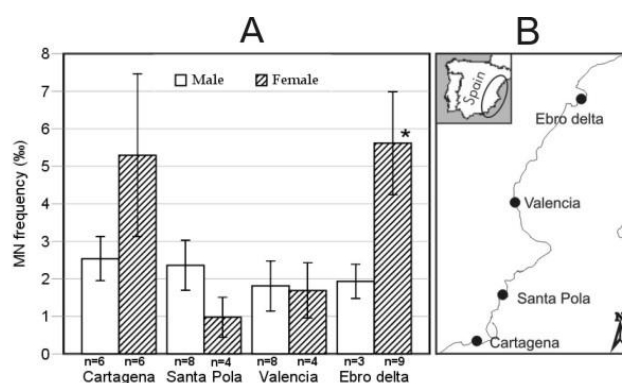 A
B
8
7
6
5
4
3
2
1
0
MN frequency (‰)
Male Female
*
n=6 n=6 n=8 n=4 n=8 n=4 n=3 n=9
Cartagena Santa Pola Valencia Ebro delta
Spain
Ebro delta
Valencia
Santa Pola
Cartagena
N